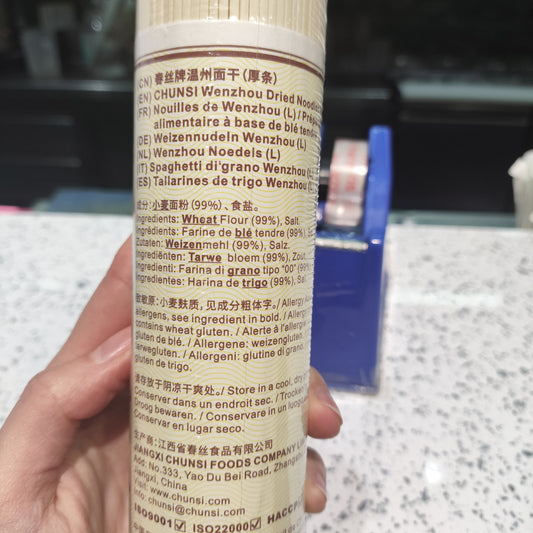 (CN) 春丝牌温州面干(厚条)
(EN) CHUNSI Wenzhou Dried Noodles
(FR) Nouilles de Wenzhou (L) / Prépa
alimentaire à base de blé tendre
(DE) Weizennudeln Wenzhou (L)
(NL) Wenzhou Noedels (L)
(IT) Spaghetti di'grano Wenzhou (L)
(ES) Tallarines de trigo Wenzhou (L)
成分:小麦面粉(99%)、食盐。
Ingredients: Wheat Flour (99%), Salt.
Ingredients: Farine de blé tendre (99%),
Zutaten: Weizenmehl (99%), Salz.
Ingrediënten: Tarwe bloem (99%), Zout.
Ingredienti: Farina di grano tipo "00" (99%),
Ingredientes: Harina de trigo (99%), Sal.
致敏原:小麦麸质,见成分粗体字。/ Allergy
allergens, see ingredient in bold. / Allergy
contains wheat gluten. / Alerte à l'allergie
gluten de blé. / Allergene: weizengluten.
tarwegluten. / Allergeni: glutine di grano.
gluten de trigo.
请存放于阴凉干爽处。/ Store in a cool, dry
Conserver dans un endroit sec. / Trocken
Droog bewaren. / Conservare in un luogo
Conservar en lugar seco.
生产商:江西省春丝食品有限公司
JIANGXI CHUNSI FOODS COMPANY
Add: No.333, Yao Du Bei Road, Zhangshu
Jiangxi, China
Visit: www.chunsi.com
Info: chunsi@chunsi.com
ISO9001 ☑ ISO22000 ☑ HACCP